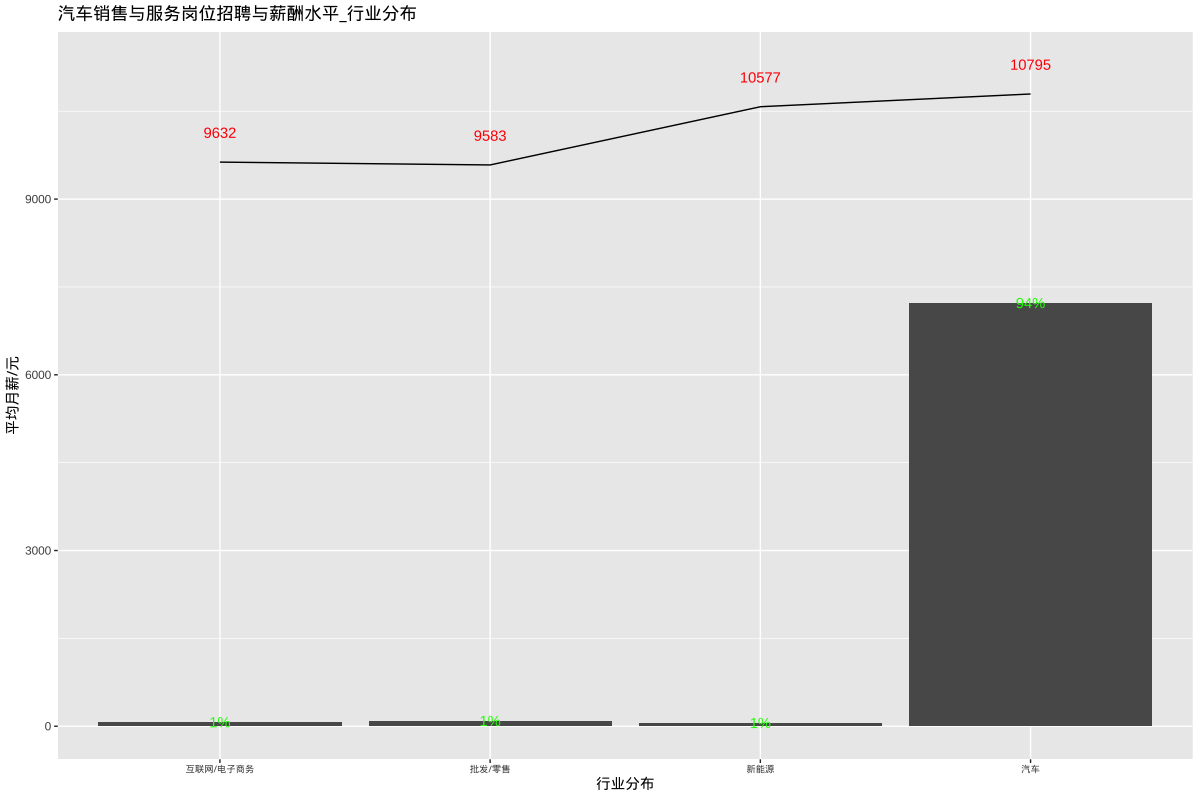 汽车销售与服务岗位招聘与薪酬水平_行业分布
10795
10577
9632
9583
9000
94%
平均月薪/元
6000
3000
0
1%
1%
1%
互联网/电子商务
批发/零售
新能源
汽车
行业分布